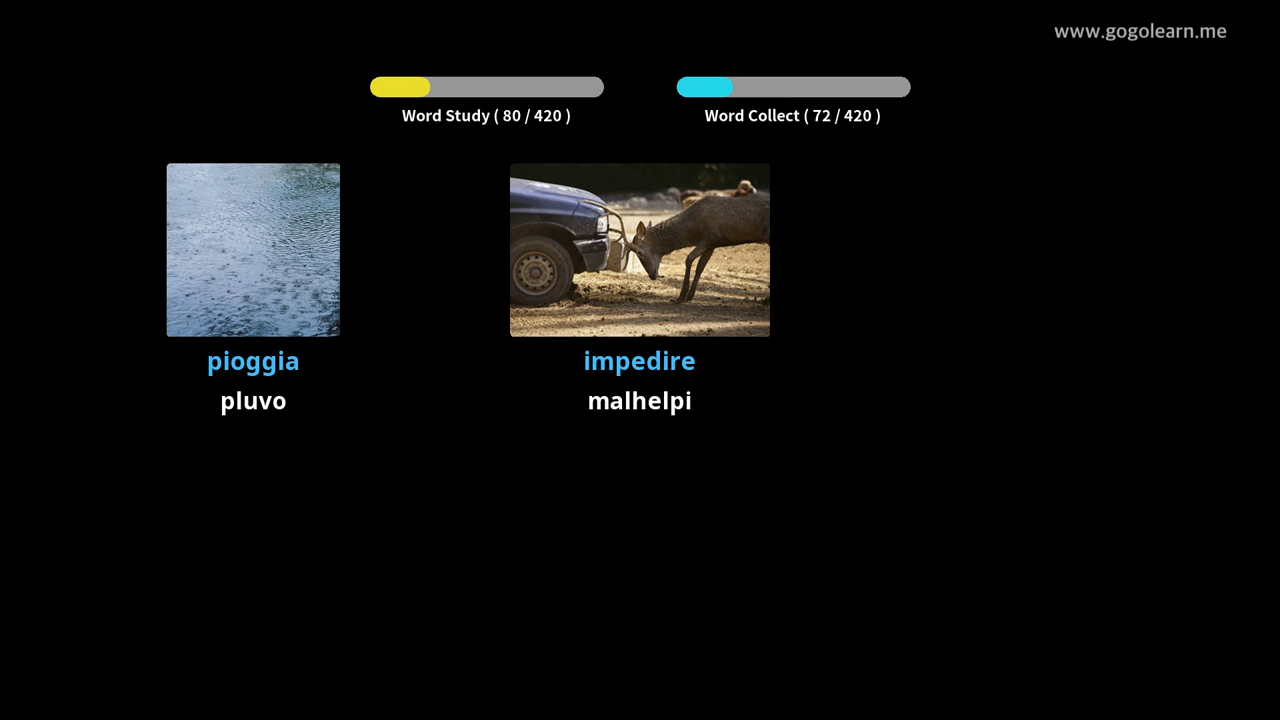 www.gogolearn.me
Word Study ( 80 / 420 )
Word Collect ( 72 / 420 )
pioggia
pluvo
impedire
malhelpi